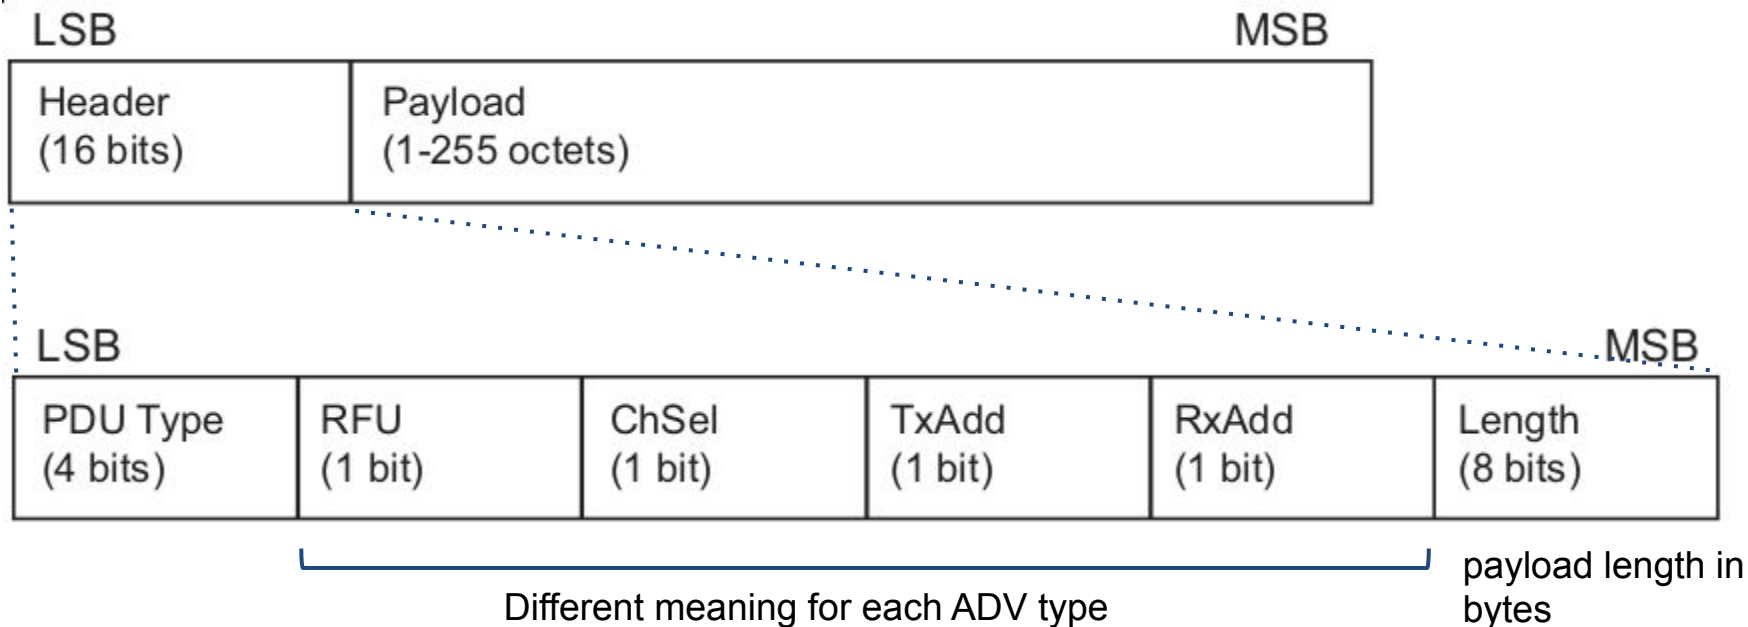 LSB MSB
Header Payload
(16 bits) (1-255 octets)
LSB MSB
PDU Type RFU ChSel TxAdd RxAdd Length
(4 bits) (1 bit) (1 bit) (1 bit) (1 bit) (8 bits)
Different meaning for each ADV type
payload length in
bytes